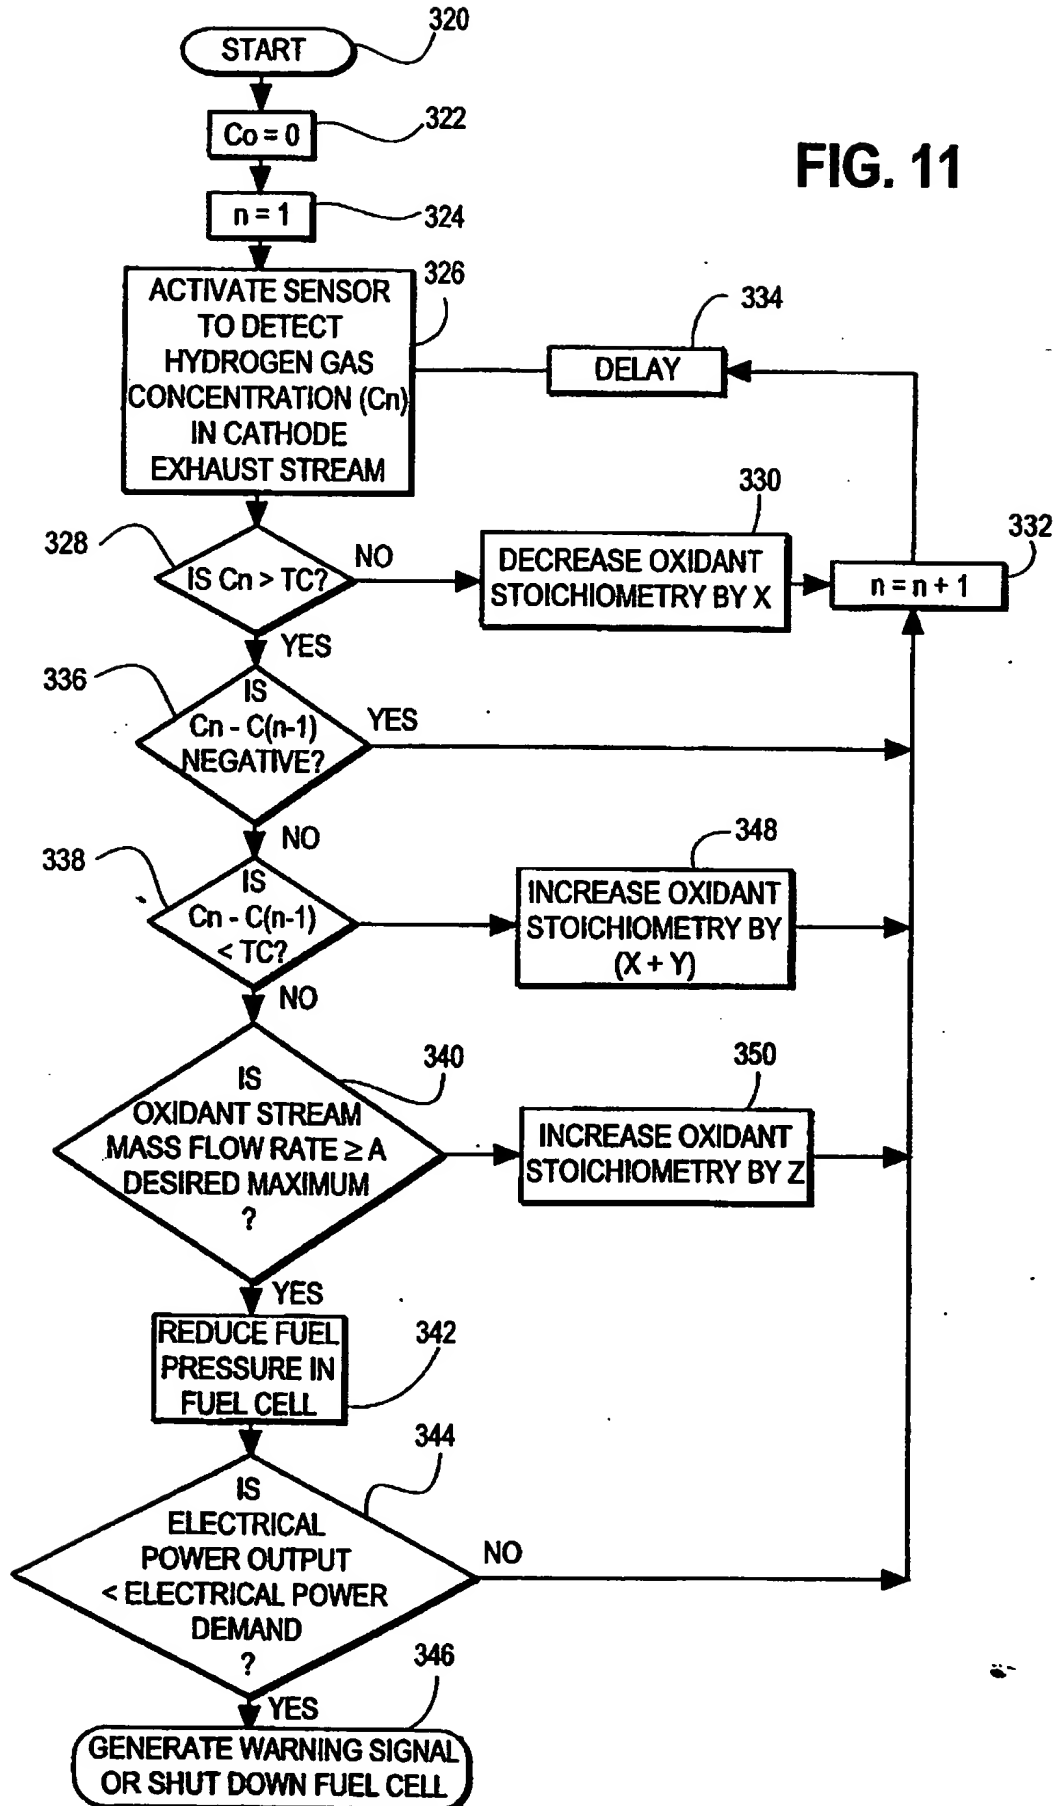 320
START
322
Co = 0
FIG. 11
324
n = 1
326
ACTIVATE SENSOR
TO DETECT
HYDROGEN GAS
CONCENTRATION (Cn)
IN CATHODE
EXHAUST STREAM
334
DELAY
330
332
328
IS Cn > TC?
NO
DECREASE OXIDANT
STOICHIOMETRY BY X
n = n + 1
YES
336
IS
Cn - C(n-1)
NEGATIVE?
YES
NO
348
338
IS
Cn - C(n-1)
< TC?
INCREASE OXIDANT
STOICHIOMETRY BY
(X + Y)
NO
340
350
IS
OXIDANT STREAM
MASS FLOW RATE ≥ A
DESIRED MAXIMUM
?
INCREASE OXIDANT
STOICHIOMETRY BY Z
YES
342
REDUCE FUEL
PRESSURE IN
FUEL CELL
344
IS
ELECTRICAL
POWER OUTPUT
< ELECTRICAL POWER
DEMAND
?
NO
346
YES
GENERATE WARNING SIGNAL
OR SHUT DOWN FUEL CELL